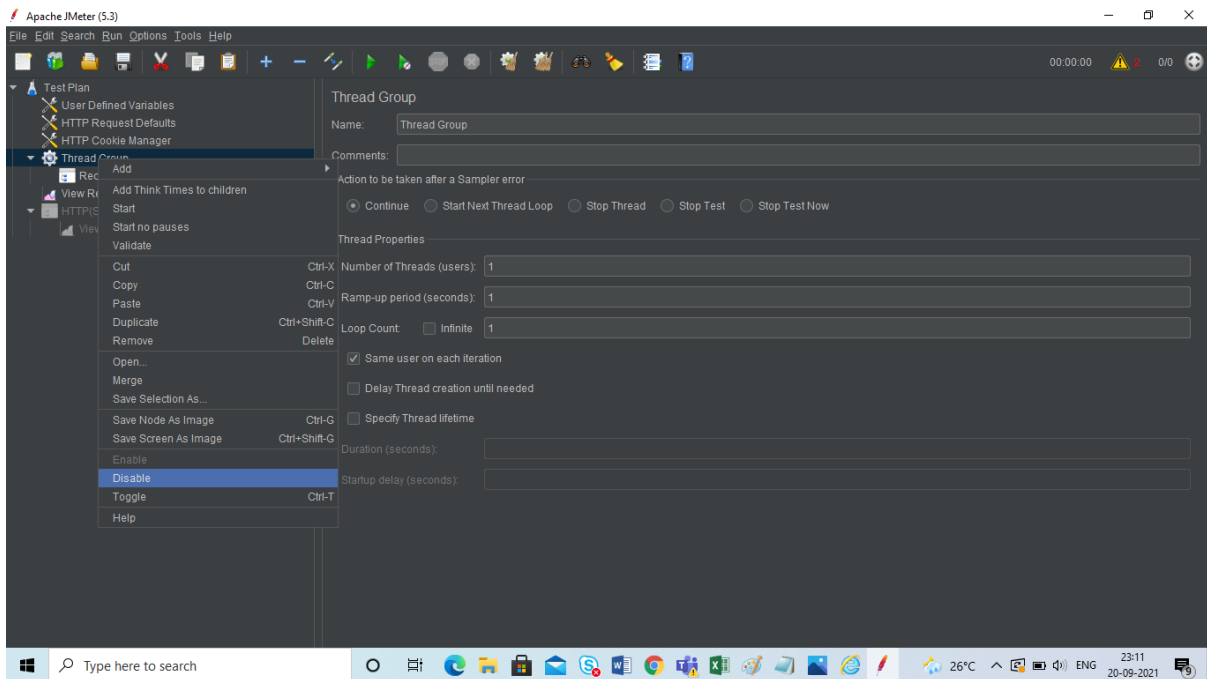 Apache JMeter (5.3)
File Edit Search Run Options Tools Help
00:00:00 2 0/0
Test Plan
User Defined Variables
HTTP Request Defaults
HTTP Cookie Manager
Thread Group
Rec
View Re
HTTP(S
View
Add
Add Think Times to children
Start
Start no pauses
Validate
Cut Ctrl-X
Copy Ctrl-C
Paste Ctrl-V
Duplicate Ctrl+Shift-C
Remove Delete
Open...
Merge
Save Selection As...
Save Node As Image Ctrl-G
Save Screen As Image Ctrl+Shift-G
Enable
Disable
Toggle Ctrl-T
Help
Thread Group
Name: Thread Group
Comments:
Action to be taken after a Sampler error
Continue Start Next Thread Loop Stop Thread Stop Test Stop Test Now
Thread Properties
Number of Threads (users): 1
Ramp-up period (seconds): 1
Loop Count: Infinite 1
Same user on each iteration
Delay Thread creation until needed
Specify Thread lifetime
Duration (seconds):
Startup delay (seconds):
Type here to search
26°C ENG 23:11
20-09-2021